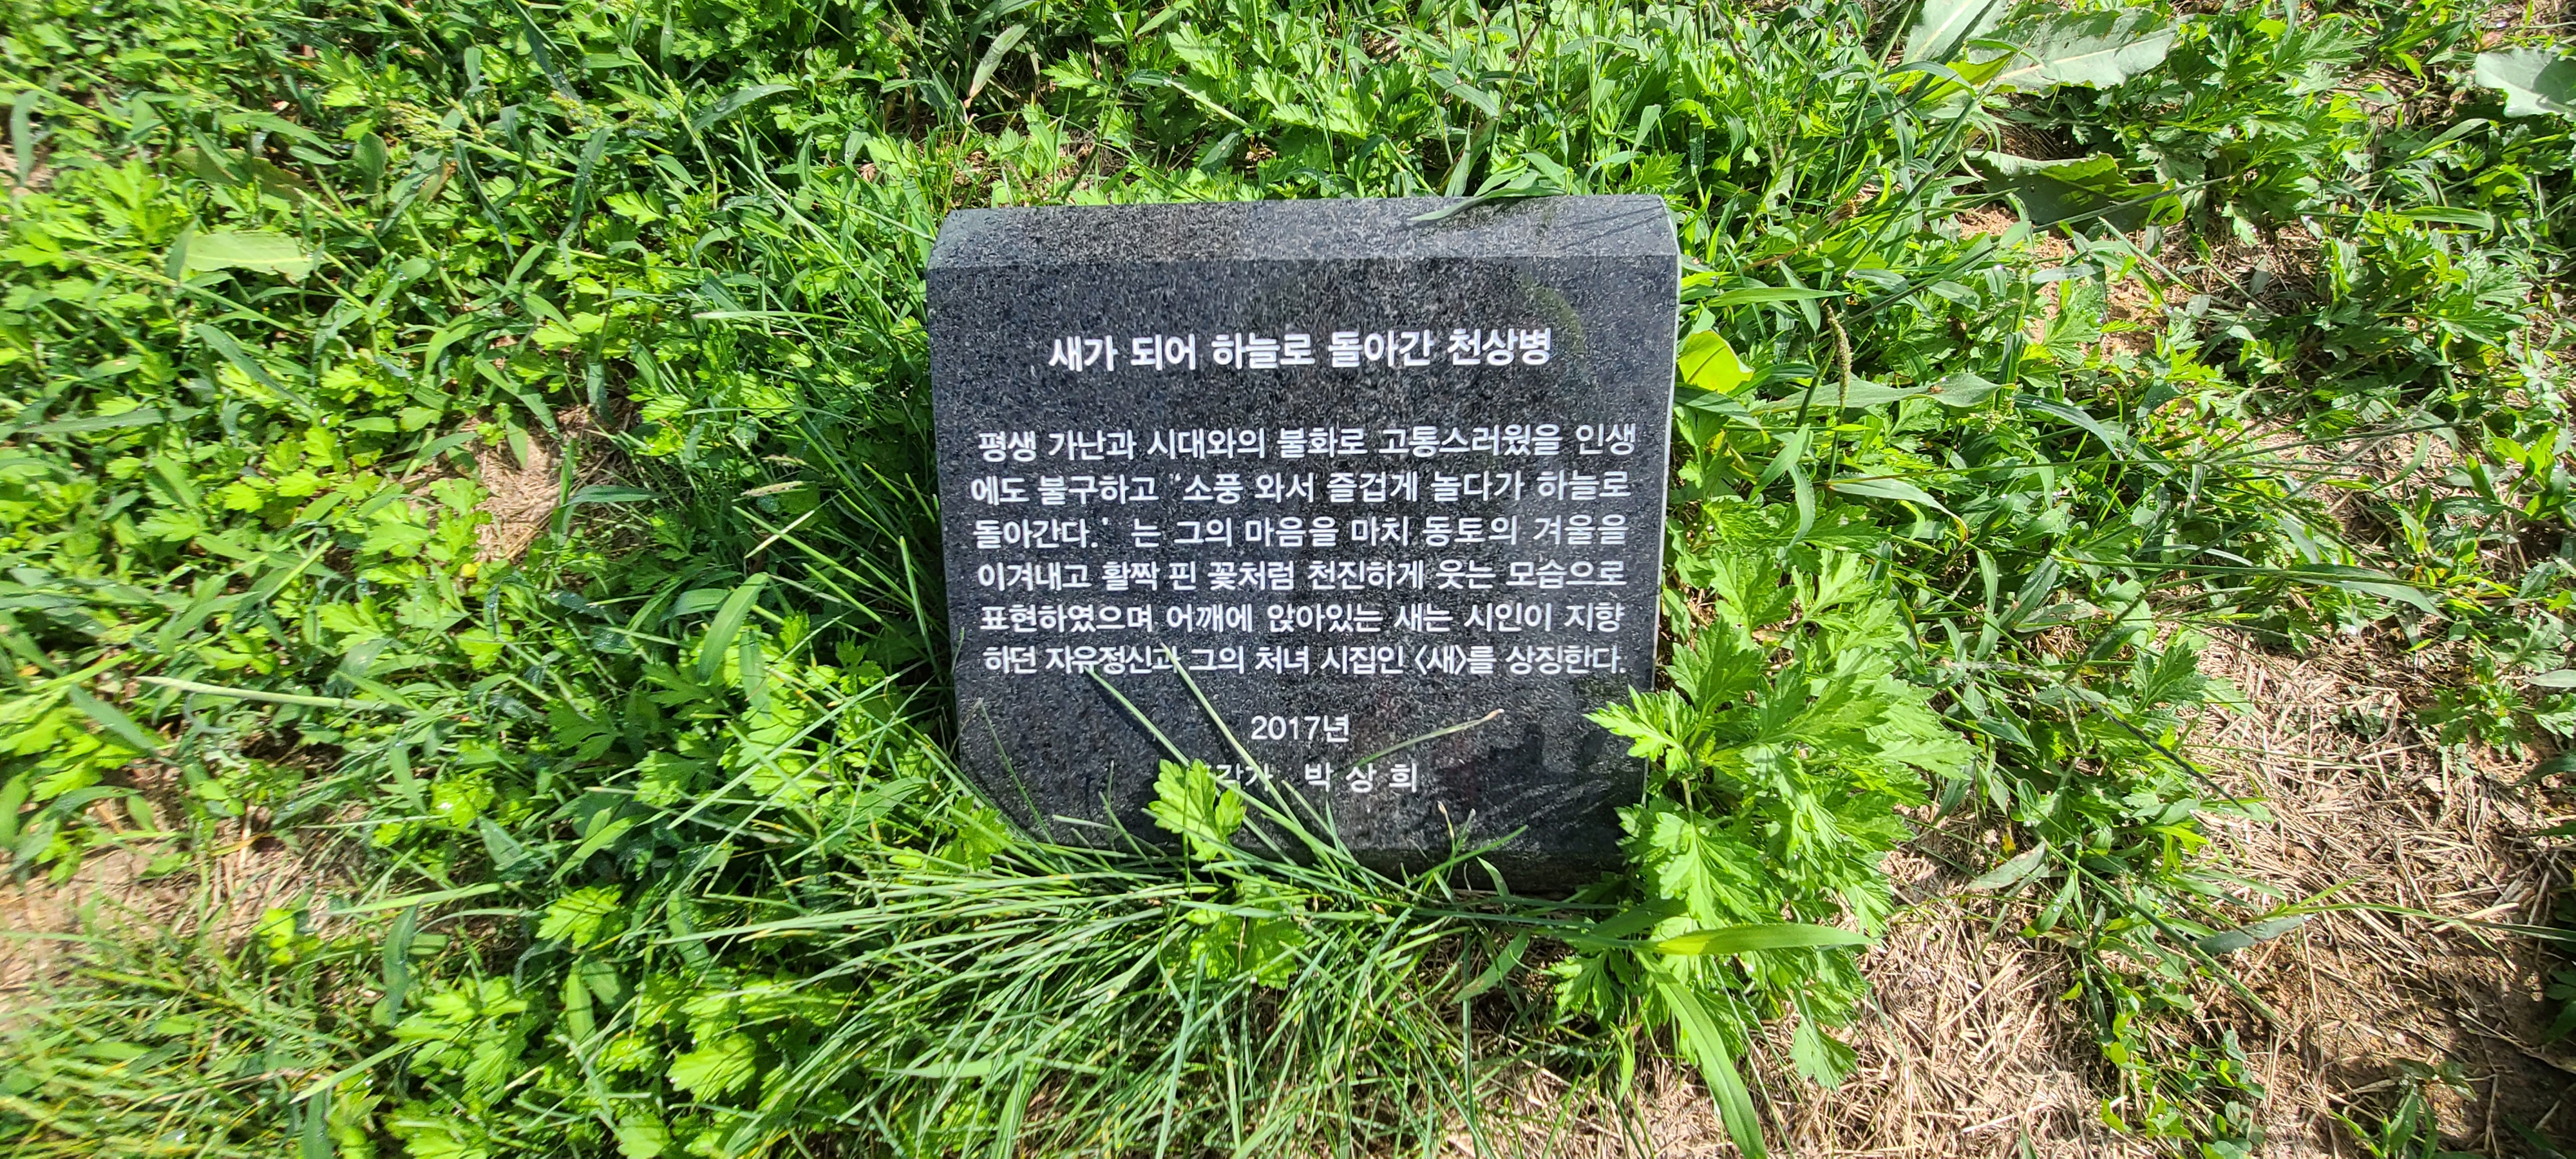 새가 되어 하늘로 돌아간 천상병
평생 가난과 시대와의 불화로 고통스러웠을 인생
에도 불구하고 “소풍 와서 즐겁게 놀다가 하늘로
돌아간다.” 는 그의 마음을 마치 동토의 겨울을
이겨내고 활짝 핀 꽃처럼 천진하게 웃는 모습으로
표현하였으며 어깨에 앉아있는 새는 시인이 지향
하던 자유정신과 그의 처녀 시집인 〈새〉를 상징한다.
2017년
박 상 희